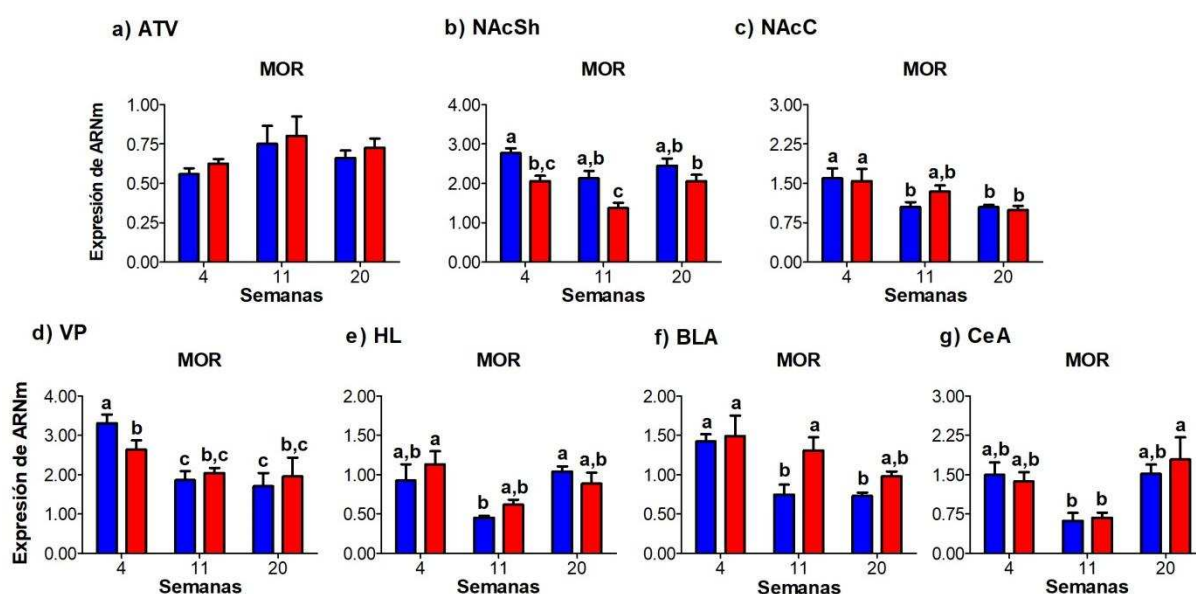 a) ATV
MOR
Expresión de ARNm
1.00
0.75
0.50
0.25
0.00
4
11
20
Semanas
b) NAcSh
MOR
4.00
3.00
2.00
1.00
0.00
a
b,c
a,b
c
a,b
b
4
11
20
Semanas
c) NAcC
MOR
3.00
2.25
1.50
0.75
0.00
a
a
b
a,b
b
b
4
11
20
Semanas
d) VP
MOR
Expresión de ARNm
4.00
3.00
2.00
1.00
0.00
a
b
c
b,c
c
b,c
4
11
20
Semanas
e) HL
MOR
2.00
1.50
1.00
0.50
0.00
a,b
a
b
a,b
a
a,b
4
11
20
Semanas
f) BLA
MOR
2.00
1.50
1.00
0.50
0.00
a
a
b
a
b
a,b
4
11
20
Semanas
g) CeA
MOR
3.00
2.25
1.50
0.75
0.00
a,b
a,b
b
b
a,b
a
4
11
20
Semanas